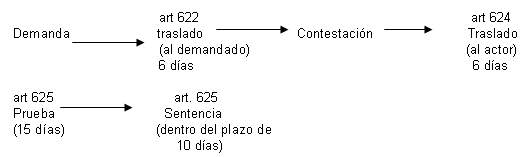 art 622
art 624
Demanda
traslado
Contestación
Traslado
(al demandado)
(al actor)
6 días
6 días
art 625
art. 625
Prueba
Sentencia
(15 días)
(dentro del plazo de
10 días)